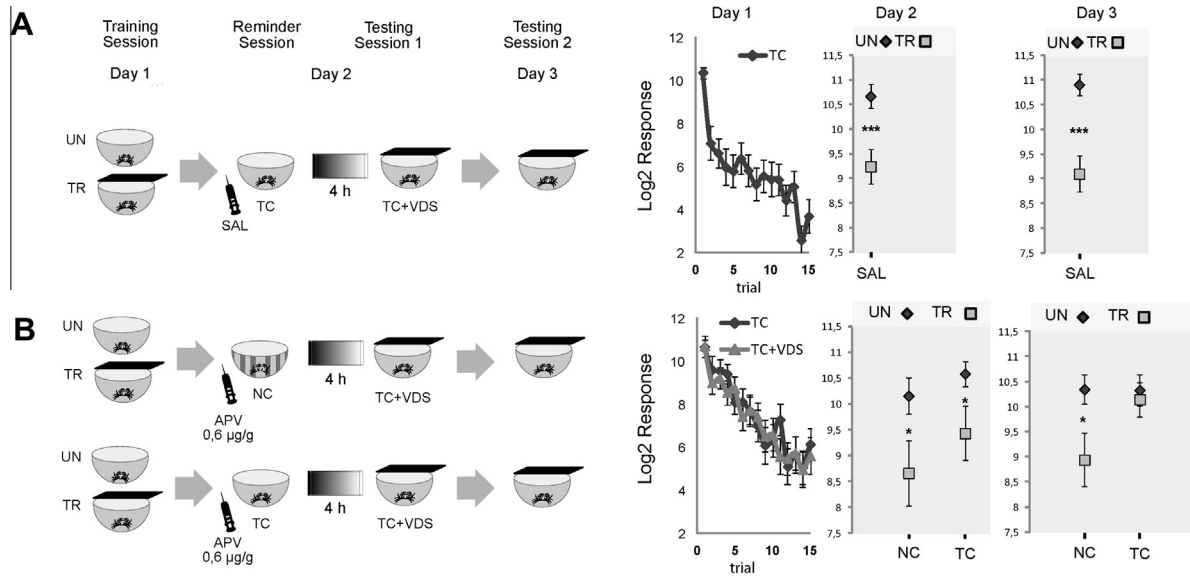 A
Training Session
Reminder Session
Testing Session 1
Testing Session 2
Day 1
Day 2
Day 3
UN
TR
SAL
TC
4 h
TC+VDS
Day 1
Day 2
Day 3
Log2 Response
12
10
8
6
4
2
0
5
10
15
trial
TC
UN TR
11,5
11
10,5
10
9,5
9
8,5
8
7,5
***
SAL
UN TR
11,5
11
10,5
10
9,5
9
8,5
8
7,5
***
SAL
B
UN
TR
APV
0,6 µg/g
NC
4 h
TC+VDS
UN
TR
APV
0,6 µg/g
TC
4 h
TC+VDS
Log2 Response
12
10
8
6
4
2
0
5
10
15
trial
TC
TC+VDS
UN TR
11,5
11
10,5
10
9,5
9
8,5
8
7,5
*
*
NC
TC
UN TR
11,5
11
10,5
10
9,5
9
8,5
8
7,5
*
NC
TC